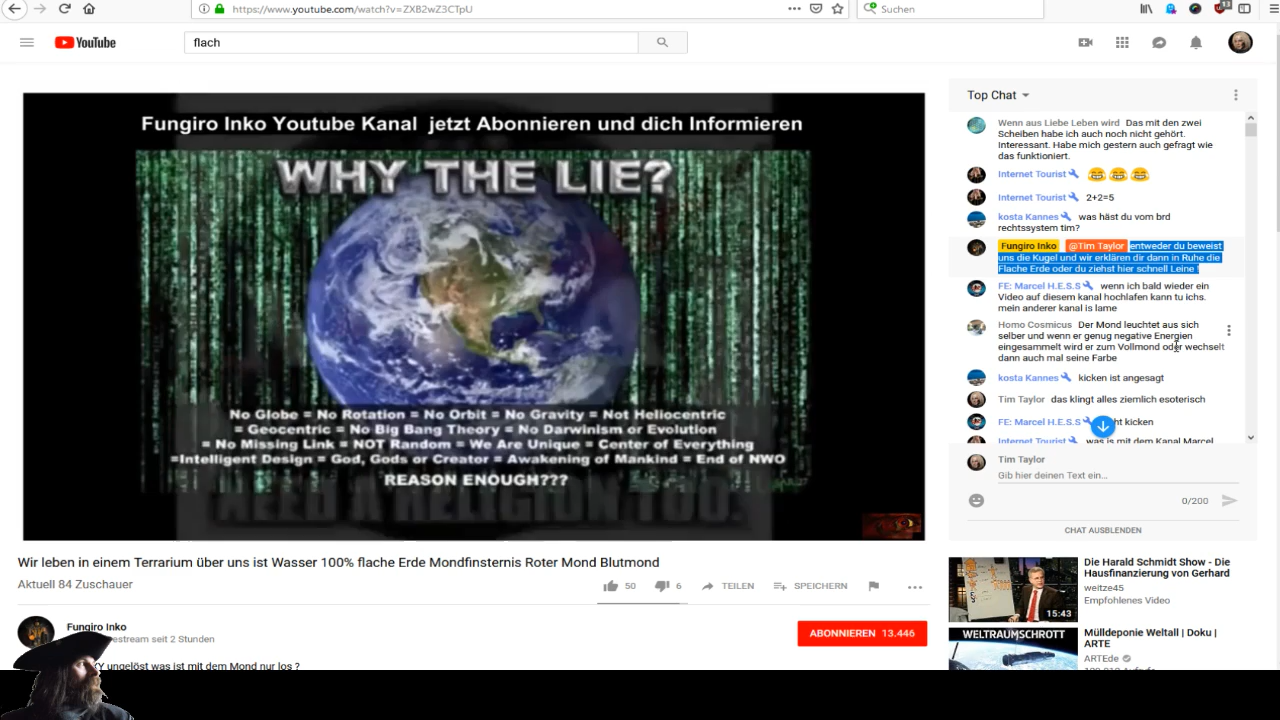 https://www.youtube.com/watch?v=ZXB2wZ3CTpU
Suchen
13
YouTube
flach
Fungiro Inko Youtube Kanal jetzt Abonnieren und dich Informieren
WHY THE LIE?
No Globe = No Rotation = No Orbit = No Gravity = Not Heliocentric
= Geocentric = No Big Bang Theory = No Darwinism or Evolution
= No Missing Link = NOT Random = We Are Unique = Center of Everything
=Intelligent Design = God, Gods or Creator = Awakening of Mankind = End of NWO
REASON ENOUGH???
NEED A RELIGION TOO.
Wir leben in einem Terrarium über uns ist Wasser 100% flache Erde Mondfinsternis Roter Mond Blutmond
Aktuell 84 Zuschauer
50
6
TEILEN
SPEICHERN
Fungiro Inko
estream seit 2 Stunden
ABONNIEREN 13.446
Y ungelöst was ist mit dem Mond nur los ?
Top Chat
Wenn aus Liebe Leben wird Das mit den zwei
Scheiben habe ich auch noch nicht gehört.
Interessant. Habe mich gestern auch gefragt wie
das funktioniert.
Internet Tourist 😂😂😂
Internet Tourist 2+2=5
kosta Kannes was häst du vom brd
rechtssystem tim?
Fungiro Inko @Tim Taylor entweder du beweist
uns die Kugel und wir erklären dir dann in Ruhe die
Flache Erde oder du ziehst hier schnell Leine !
FE: Marcel H.E.S.S wenn ich bald wieder ein
Video auf diesem kanal hochlafen kann tu ichs.
mein anderer kanal is lame
Homo Cosmicus Der Mond leuchtet aus sich
selber und wenn er genug negative Energien
eingesammelt wird er zum Vollmond oder wechselt
dann auch mal seine Farbe
kosta Kannes kicken ist angesagt
Tim Taylor das klingt alles ziemlich esoterisch
FE: Marcel H.E.S.S ht kicken
Internet Tourist was is mit dem Kanal Marcel
Tim Taylor
Gib hier deinen Text ein...
0/200
CHAT AUSBLENDEN
15:43
Die Harald Schmidt Show - Die
Hausfinanzierung von Gerhard
weitze45
Empfohlenes Video
WELTRAUMSCHROTT
Mülldeponie Weltall | Doku |
ARTE
ARTEde